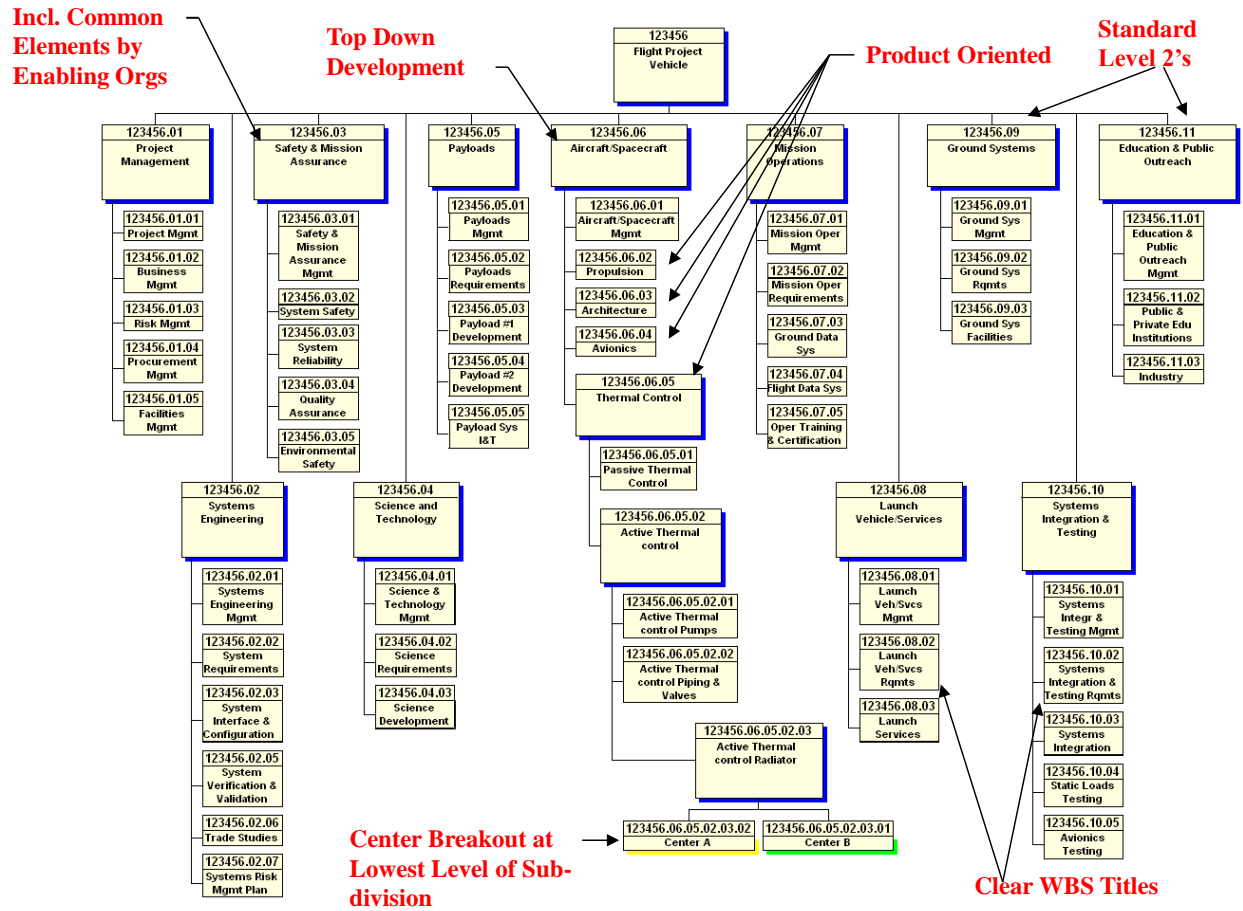 Incl. Common
Elements by
Enabling Orgs
Top Down
Development
123456
Flight Project
Vehicle
Product Oriented
Standard
Level 2’s
123456.01
Project
Management
123456.01.01
Project Mgmt
123456.01.02
Business
Mgmt
123456.01.03
Risk Mgmt
123456.01.04
Procurement
Mgmt
123456.01.05
Facilities
Mgmt
123456.03
Safety & Mission
Assurance
123456.03.01
Safety &
Mission
Assurance
Mgmt
123456.03.02
System Safety
123456.03.03
System
Reliability
123456.03.04
Quality
Assurance
123456.03.05
Environmental
Safety
123456.05
Payloads
123456.05.01
Payloads
Mgmt
123456.05.02
Payloads
Requirements
123456.05.03
Payload #1
Development
123456.05.04
Payload #2
Development
123456.05.05
Payload Sys
I&T
123456.06
Aircraft/Spacecraft
123456.06.01
Aircraft/Spacecraft
Mgmt
123456.06.02
Propulsion
123456.06.03
Architecture
123456.06.04
Avionics
123456.06.05
Thermal Control
123456.06.05.01
Passive Thermal
Control
123456.06.05.02
Active Thermal
control
123456.06.05.02.01
Active Thermal
control Pumps
123456.06.05.02.02
Active Thermal
control Piping &
Valves
123456.06.05.02.03
Active Thermal
control Radiator
123456.06.05.02.03.02
Center A
123456.06.05.02.03.01
Center B
123456.07
Mission
Operations
123456.07.01
Mission Oper
Mgmt
123456.07.02
Mission Oper
Requirements
123456.07.03
Ground Data
Sys
123456.07.04
Flight Data Sys
123456.07.05
Oper Training
& Certification
123456.09
Ground Systems
123456.09.01
Ground Sys
Mgmt
123456.09.02
Ground Sys
Rqmts
123456.09.03
Ground Sys
Facilities
123456.11
Education & Public
Outreach
123456.11.01
Education &
Public
Outreach
Mgmt
123456.11.02
Public &
Private Edu
Institutions
123456.11.03
Industry
123456.02
Systems
Engineering
123456.02.01
Systems
Engineering
Mgmt
123456.02.02
System
Requirements
123456.02.03
System
Interface &
Configuration
123456.02.05
System
Verification &
Validation
123456.02.06
Trade Studies
123456.02.07
Systems Risk
Mgmt Plan
123456.04
Science and
Technology
123456.04.01
Science &
Technology
Mgmt
123456.04.02
Science
Requirements
123456.04.03
Science
Development
123456.08
Launch
Vehicle/Services
123456.08.01
Launch
Veh/Svcs
Mgmt
123456.08.02
Launch
Veh/Svcs
Rqmts
123456.08.03
Launch
Services
123456.10
Systems
Integration &
Testing
123456.10.01
Systems
Integr &
Testing Mgmt
123456.10.02
Systems
Integration &
Testing Rqmts
123456.10.03
Systems
Integration
123456.10.04
Static Loads
Testing
123456.10.05
Avionics
Testing
Center Breakout at
Lowest Level of Sub-
division
Clear WBS Titles